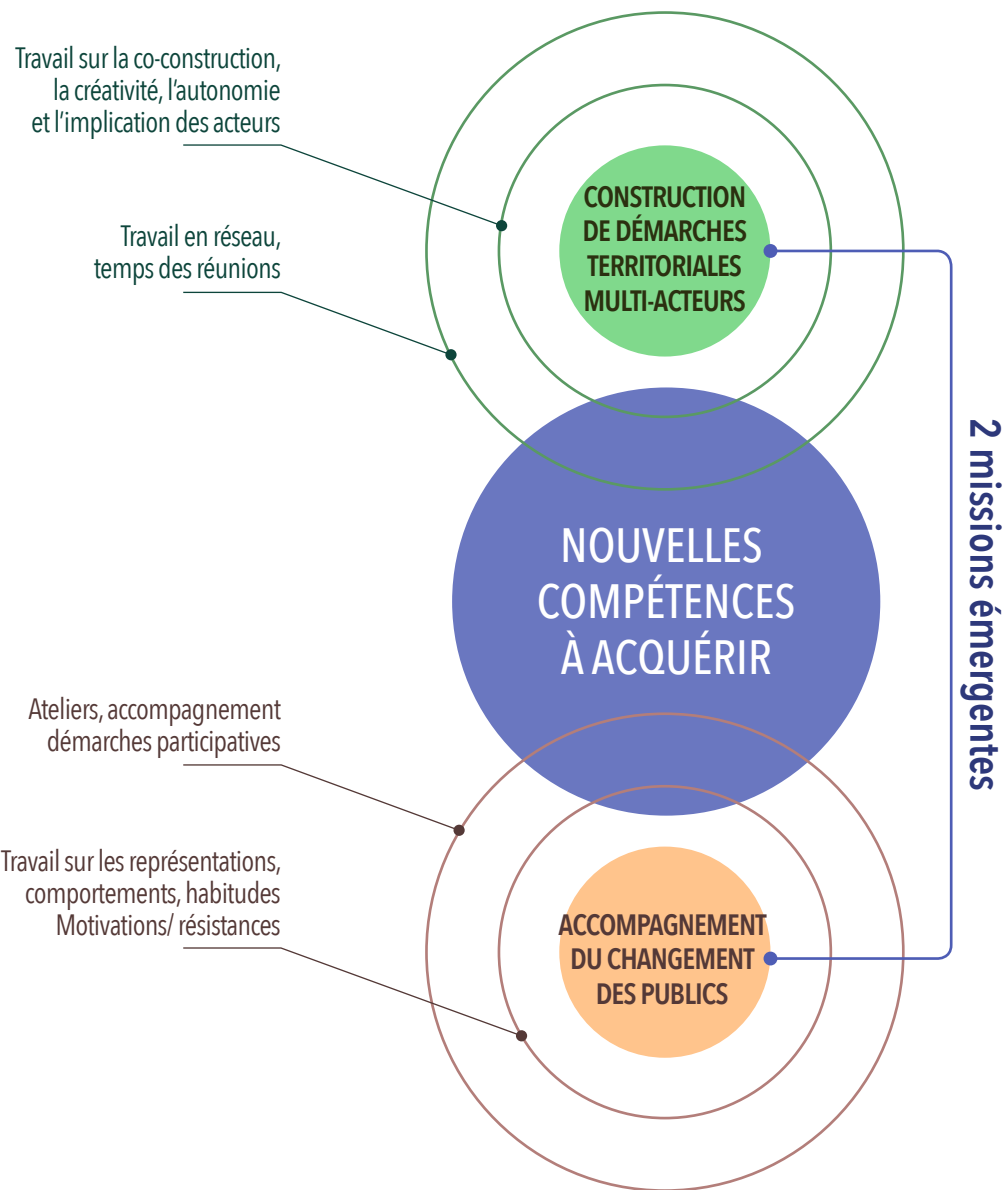 Travail sur la co-construction,
la créativité, l'autonomie
et l'implication des acteurs
Travail en réseau,
temps des réunions
CONSTRUCTION
DE DÉMARCHES
TERRITORIALES
MULTI-ACTEURS
2 missions émergentes
NOUVELLES
COMPÉTENCES
À ACQUÉRIR
Ateliers, accompagnement
démarches participatives
Travail sur les représentations,
comportements, habitudes
Motivations/ résistances
ACCOMPAGNEMENT
DU CHANGEMENT
DES PUBLICS